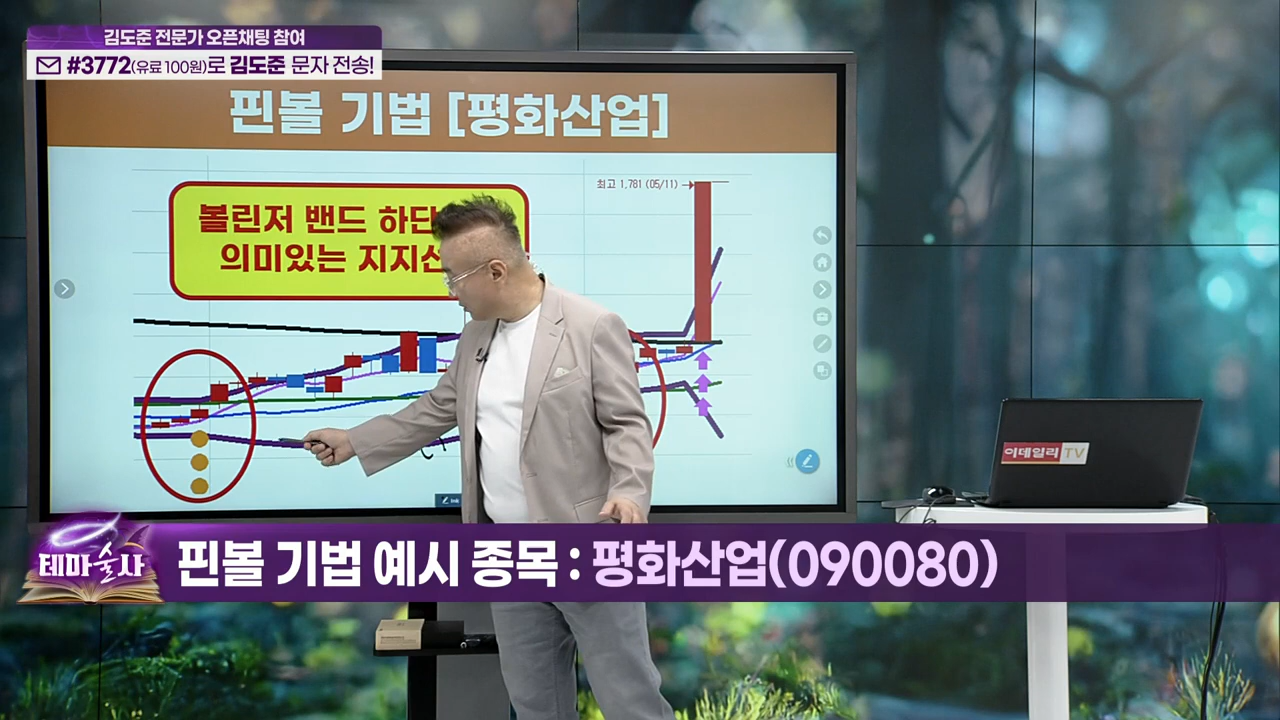 김도준 전문가 오픈채팅 참여
#3772(유료 100원)로 김도준 문자 전송!
핀볼 기법 [평화산업]
최고 1,781 (05/11)
볼린저 밴드 하단
의미있는 지지선
이데일리TV
테마술사
핀볼 기법 예시 종목 : 평화산업(090080)